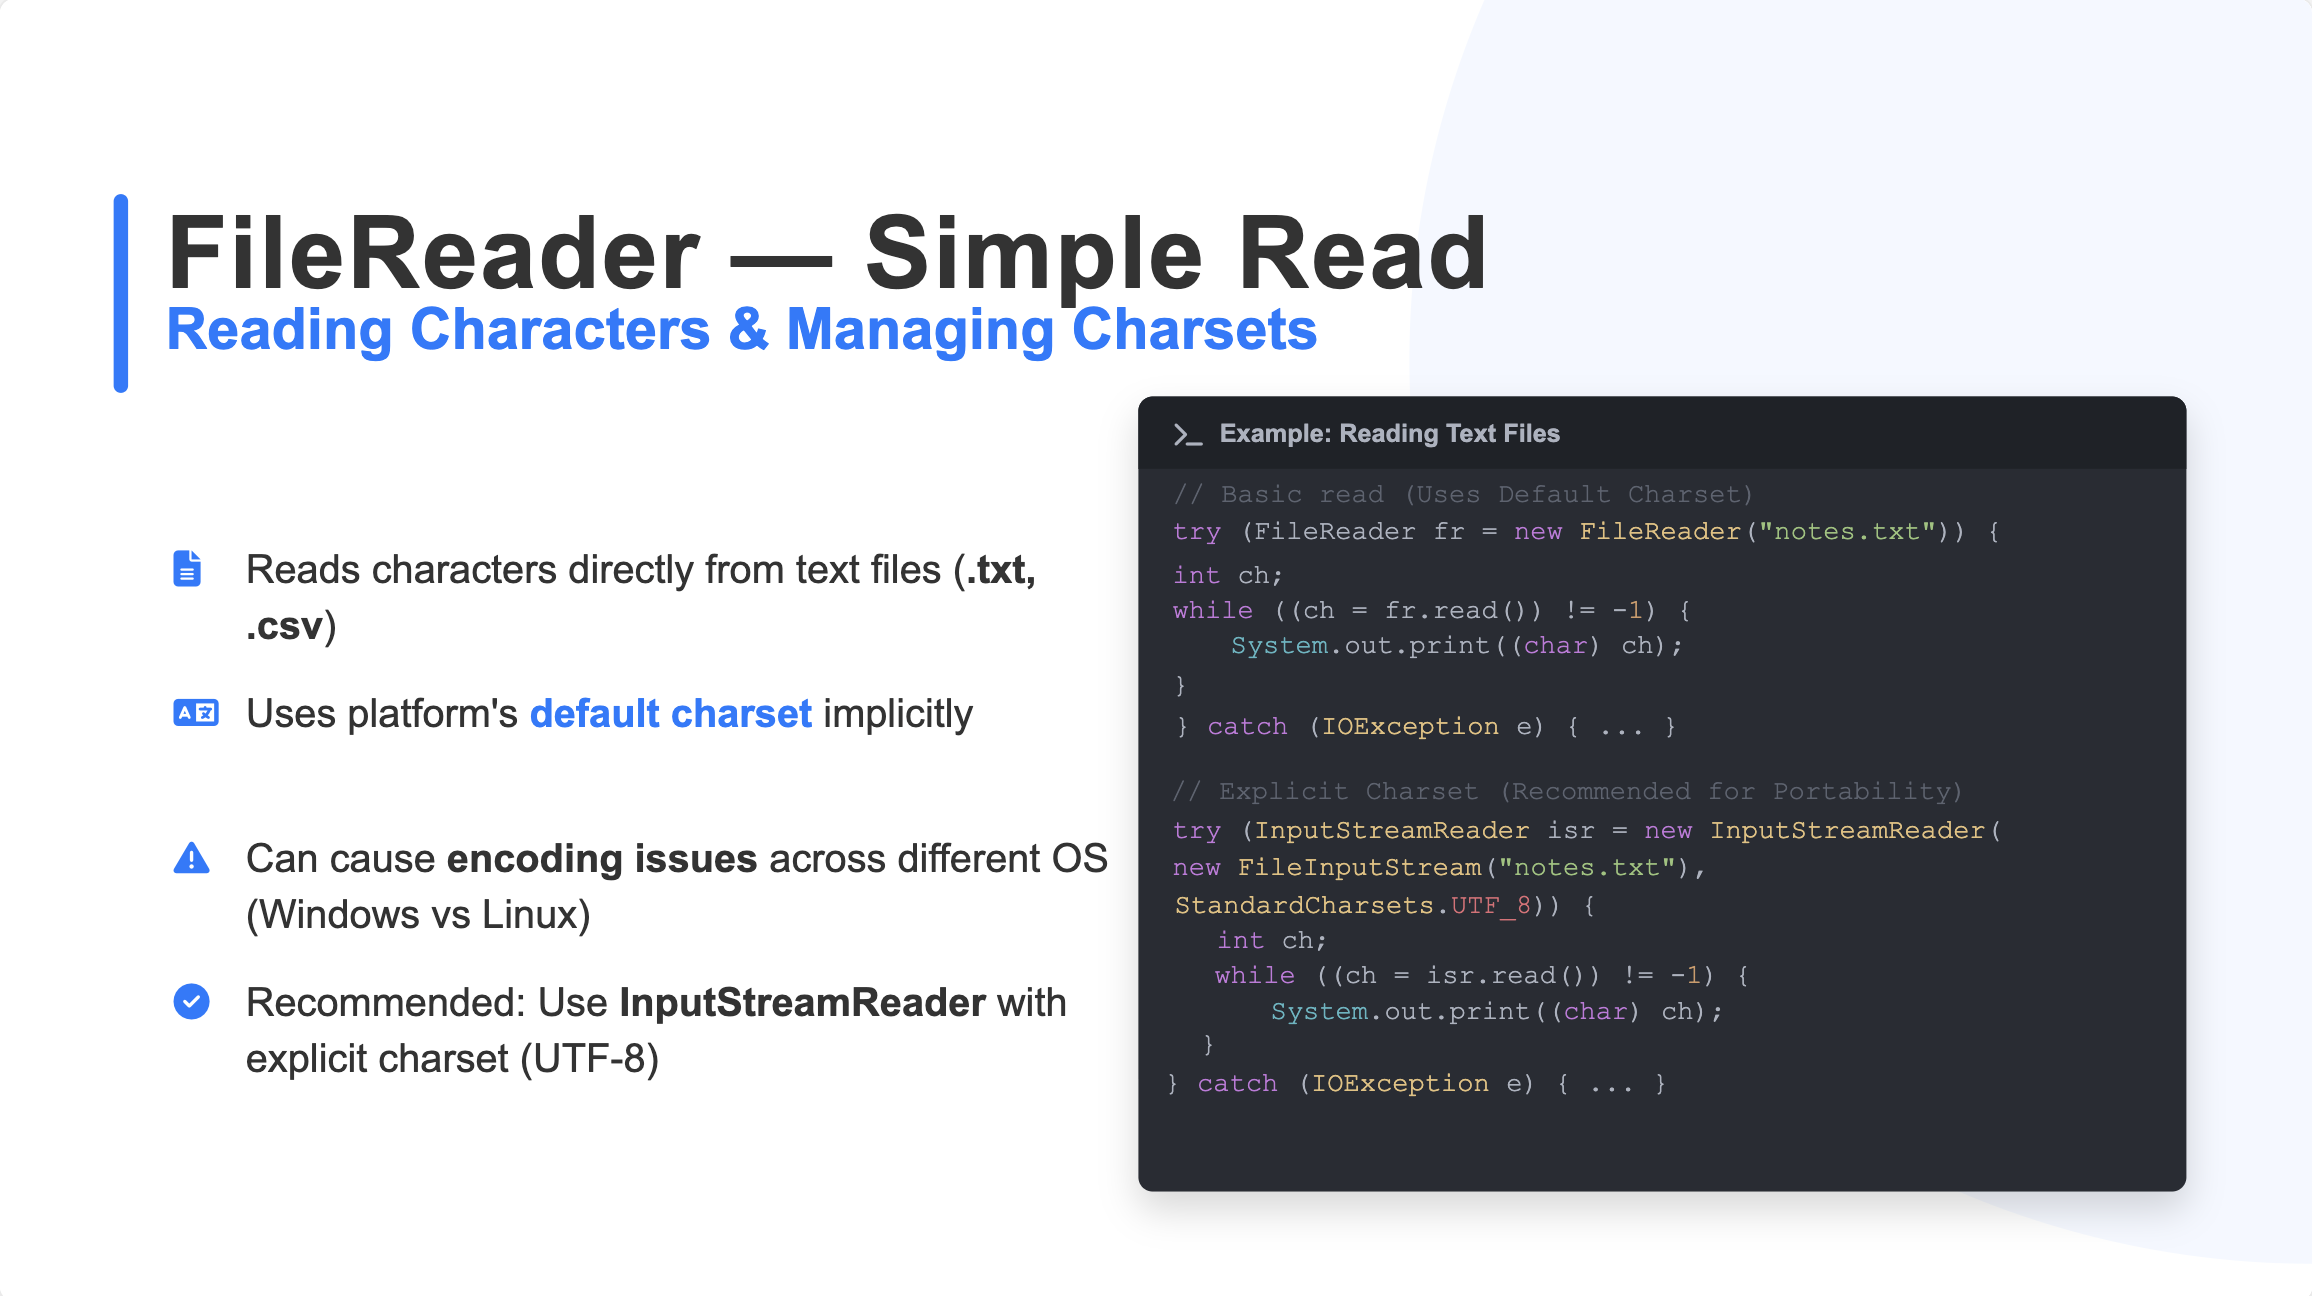 FileReader — Simple Read
Reading Characters & Managing Charsets
Reads characters directly from text files (.txt,
.csv)
Uses platform's default charset implicitly
Can cause encoding issues across different OS
(Windows vs Linux)
Recommended: Use InputStreamReader with
explicit charset (UTF-8)
Example: Reading Text Files
// Basic read (Uses Default Charset)
try (FileReader fr = new FileReader("notes.txt")) {
int ch;
while ((ch = fr.read()) != -1) {
System.out.print((char) ch);
}
} catch (IOException e) { ... }
// Explicit Charset (Recommended for Portability)
try (InputStreamReader isr = new InputStreamReader(
new FileInputStream("notes.txt"),
StandardCharsets.UTF_8)) {
int ch;
while ((ch = isr.read()) != -1) {
System.out.print((char) ch);
}
} catch (IOException e) { ... }